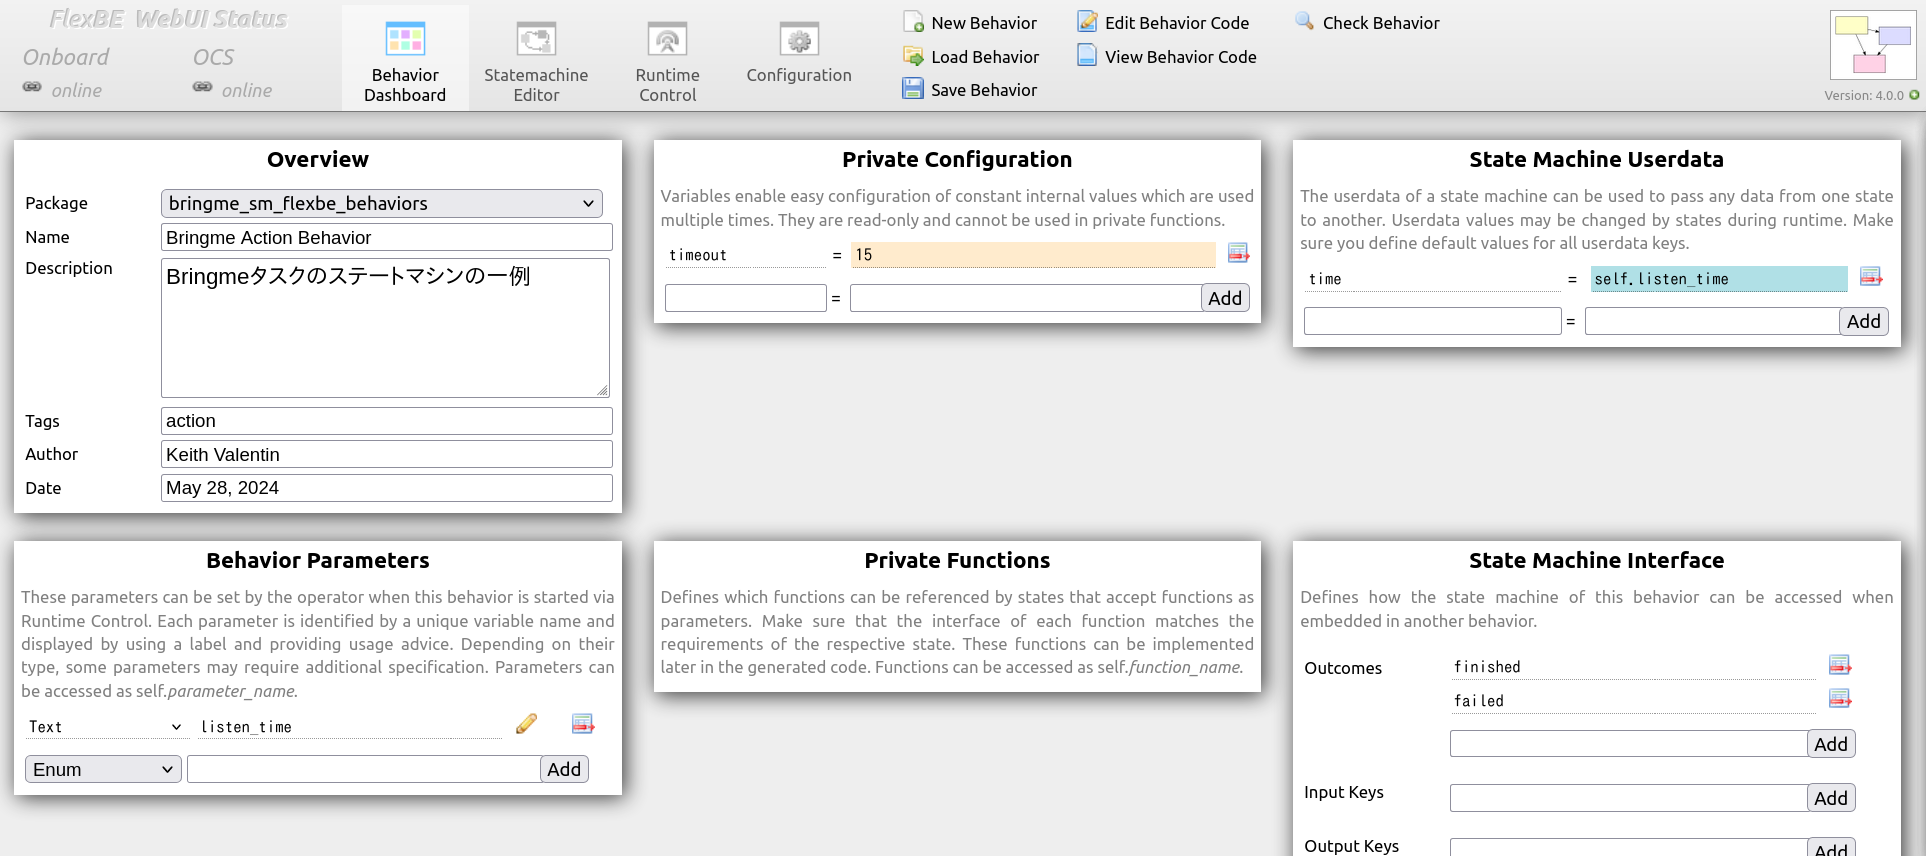 FlexBE WebUI Status
Onboard
OCS
online
online
Behavior
Dashboard
Statemachine
Editor
Runtime
Control
Configuration
New Behavior
Load Behavior
Save Behavior
Edit Behavior Code
View Behavior Code
Check Behavior
Version: 4.0.0
Overview
Package
bringme_sm_flexbe_behaviors
Name
Bringme Action Behavior
Description
Bringmeタスクのステートマシンの一例
Tags
action
Author
Keith Valentin
Date
May 28, 2024
Private Configuration
Variables enable easy configuration of constant internal values which are used
multiple times. They are read-only and cannot be used in private functions.
timeout = 15
= Add
State Machine Userdata
The userdata of a state machine can be used to pass any data from one state
to another. Userdata values may be changed by states during runtime. Make
sure you define default values for all userdata keys.
time = self.listen_time
= Add
Behavior Parameters
These parameters can be set by the operator when this behavior is started via
Runtime Control. Each parameter is identified by a unique variable name and
displayed by using a label and providing usage advice. Depending on their
type, some parameters may require additional specification. Parameters can
be accessed as self.parameter_name.
Text listen_time
Enum Add
Private Functions
Defines which functions can be referenced by states that accept functions as
parameters. Make sure that the interface of each function matches the
requirements of the respective state. These functions can be implemented
later in the generated code. Functions can be accessed as self.function_name.
State Machine Interface
Defines how the state machine of this behavior can be accessed when
embedded in another behavior.
Outcomes finished
failed
Add
Input Keys Add
Output Keys Add